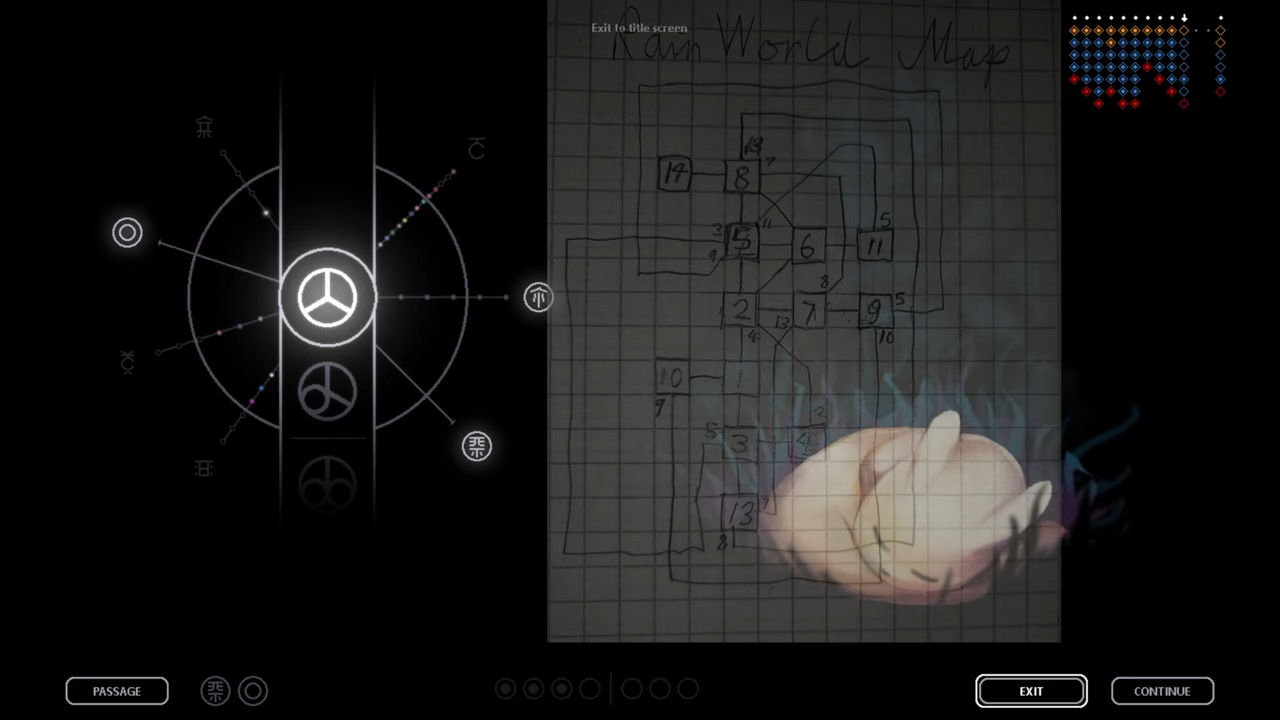 Exit to title screen
Rain World Map
13
14 8 7
3 5 11 6 5 11
9
8
2 7 9 5
4 13 10
10 1
9 2
5 3 4
13 7
8
PASSAGE EXIT CONTINUE